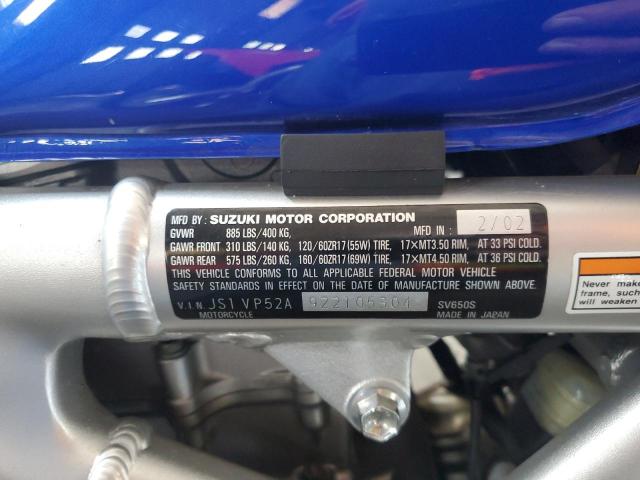 MFD BY : SUZUKI MOTOR CORPORATION MFD IN : 2/02
GVWR 885 LBS/400 KG,
GAWR FRONT 310 LBS/140 KG, 120/60ZR17(55W) TIRE, 17×MT3.50 RIM, AT 33 PSI COLD.
GAWR REAR 575 LBS/260 KG, 160/60ZR17(69W) TIRE, 17×MT4.50 RIM, AT 36 PSI COLD.
THIS VEHICLE CONFORMS TO ALL APPLICABLE FEDERAL MOTOR VEHICLE
SAFETY STANDARDS IN EFFECT ON THE DATE OF MANUFACTURE SHOWN ABOVE.
V.I.N JS1 VP52A 922105304 SV650S
MOTORCYCLE MADE IN JAPAN
Never make
frame, such
will weaken